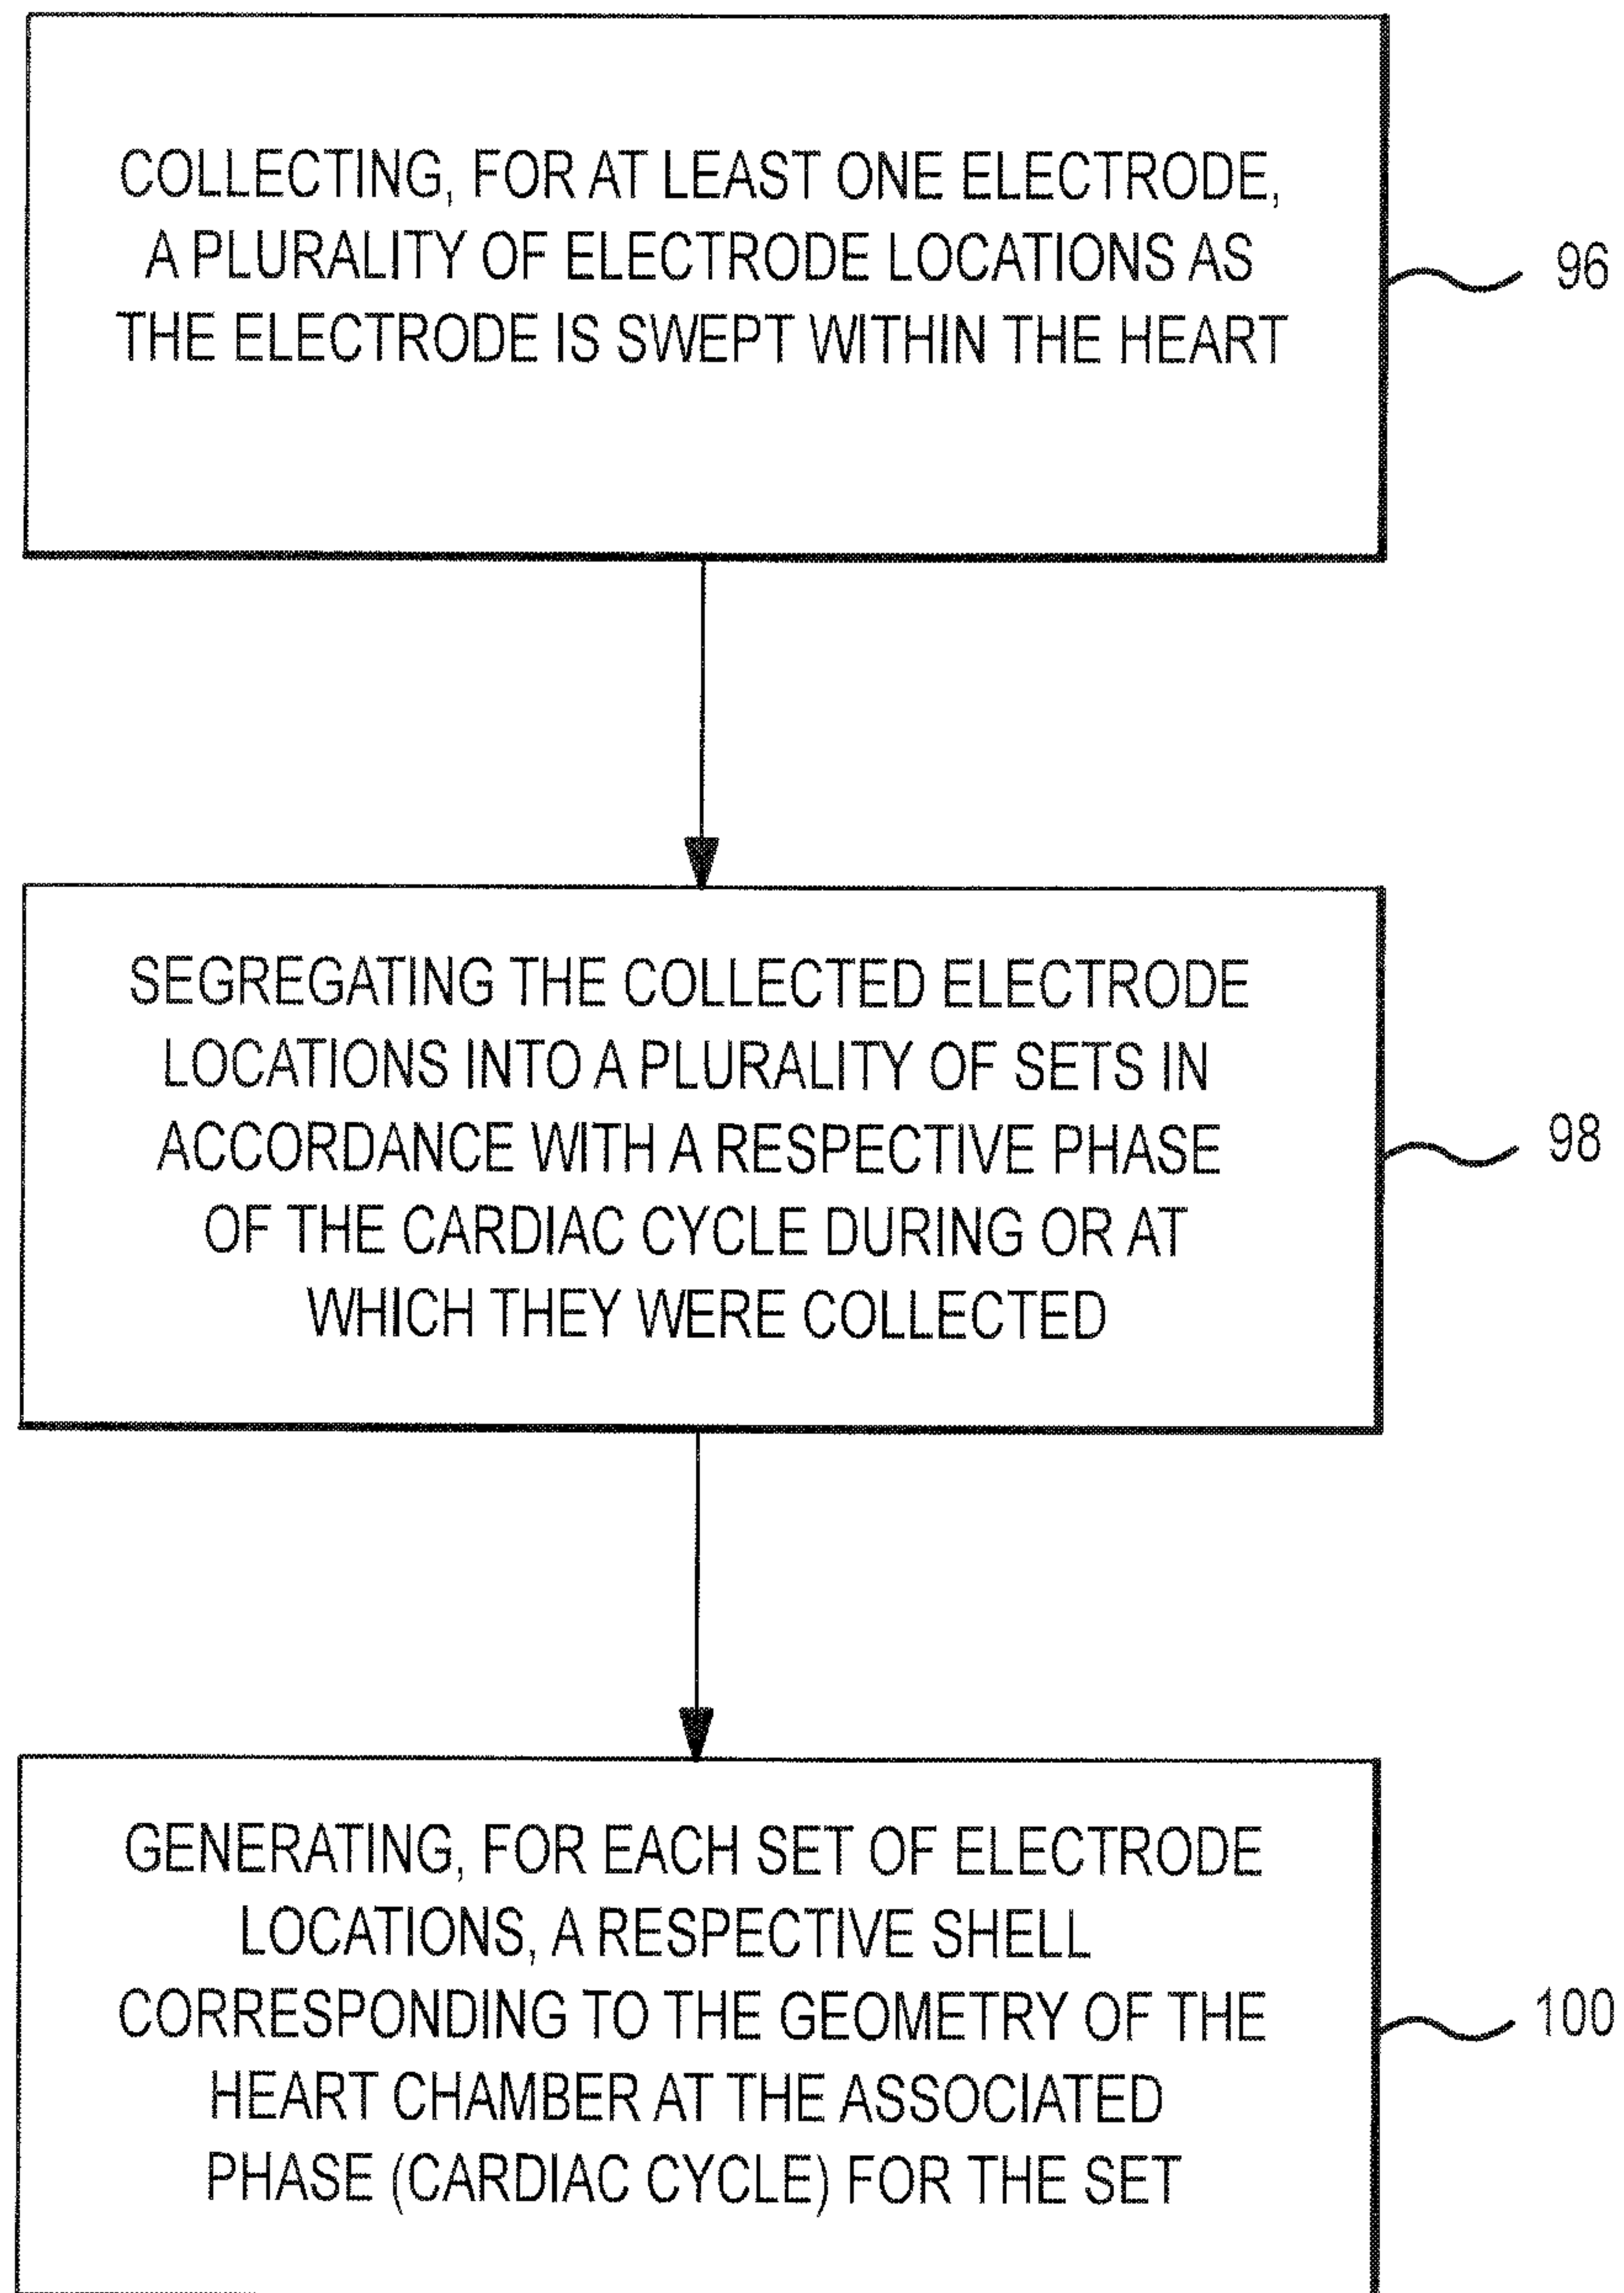 COLLECTING, FOR AT LEAST ONE ELECTRODE,
A PLURALITY OF ELECTRODE LOCATIONS AS
THE ELECTRODE IS SWEPT WITHIN THE HEART
96
SEGREGATING THE COLLECTED ELECTRODE
LOCATIONS INTO A PLURALITY OF SETS IN
ACCORDANCE WITH A RESPECTIVE PHASE
OF THE CARDIAC CYCLE DURING OR AT
WHICH THEY WERE COLLECTED
98
GENERATING, FOR EACH SET OF ELECTRODE
LOCATIONS, A RESPECTIVE SHELL
CORRESPONDING TO THE GEOMETRY OF THE
HEART CHAMBER AT THE ASSOCIATED
PHASE (CARDIAC CYCLE) FOR THE SET
100